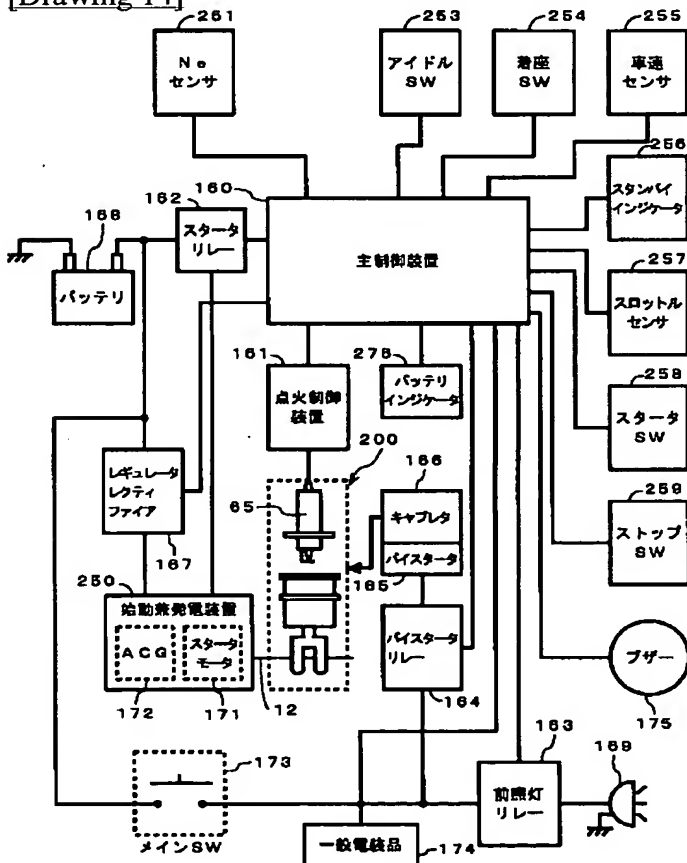 [Drawing 14]
251
253
254
255
Ｎｅ
センサ
アイドル
SW
着座
SW
車速
センサ
256
スタンバイ
インジケータ
160
162
168
スタータ
リレー
主制御装置
バッテリ
257
スロットル
センサ
161
276
点火制御
装置
バッテリ
インジケータ
258
スタータ
SW
200
166
レギュレータ
レクティ
ファイア
65
キャブレタ
バイスタータ
259
ストップ
SW
167
165
250
始動兼発電装置
ACG
スタータ
モータ
バイスタータ
リレー
ブザー
172
171
12
164
175
173
163
169
前照灯
リレー
メインSW
一般電装品
174